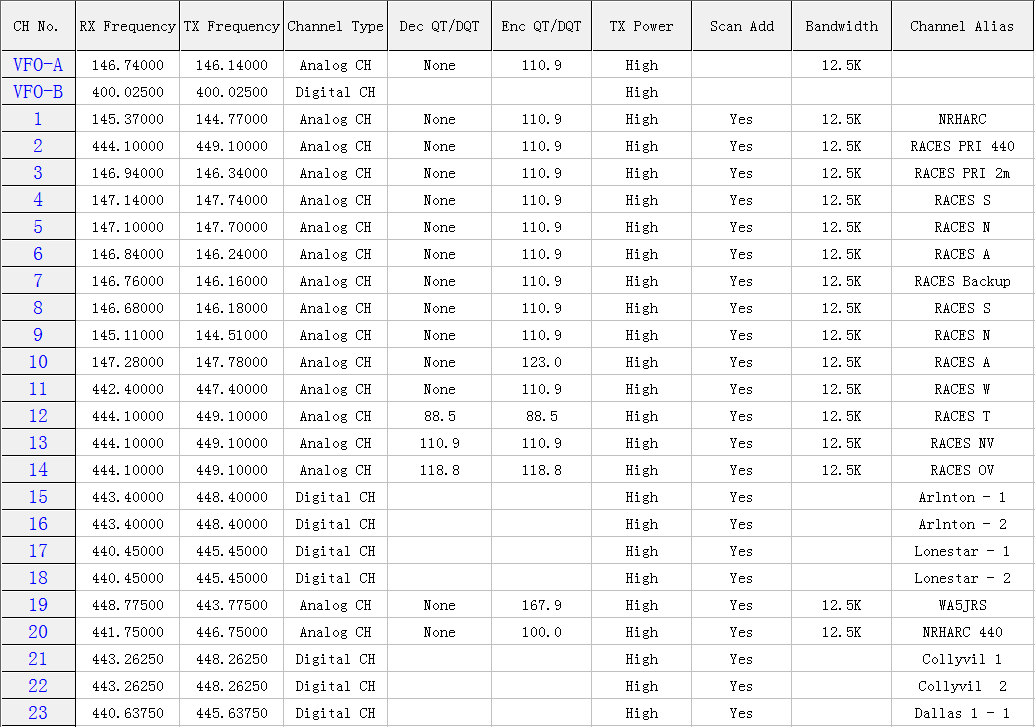 CH No. RX Frequency TX Frequency Channel Type Dec QT/DQT Enc QT/DQT TX Power Scan Add Bandwidth Channel Alias
VFO-A 146.74000 146.14000 Analog CH None 110.9 High 12.5K
VFO-B 400.02500 400.02500 Digital CH High
1 145.37000 144.77000 Analog CH None 110.9 High Yes 12.5K NRHARC
2 444.10000 449.10000 Analog CH None 110.9 High Yes 12.5K RACES PRI 440
3 146.94000 146.34000 Analog CH None 110.9 High Yes 12.5K RACES PRI 2m
4 147.14000 147.74000 Analog CH None 110.9 High Yes 12.5K RACES S
5 147.10000 147.70000 Analog CH None 110.9 High Yes 12.5K RACES N
6 146.84000 146.24000 Analog CH None 110.9 High Yes 12.5K RACES A
7 146.76000 146.16000 Analog CH None 110.9 High Yes 12.5K RACES Backup
8 146.68000 146.18000 Analog CH None 110.9 High Yes 12.5K RACES S
9 145.11000 144.51000 Analog CH None 110.9 High Yes 12.5K RACES N
10 147.28000 147.78000 Analog CH None 123.0 High Yes 12.5K RACES A
11 442.40000 447.40000 Analog CH None 110.9 High Yes 12.5K RACES W
12 444.10000 449.10000 Analog CH 88.5 88.5 High Yes 12.5K RACES T
13 444.10000 449.10000 Analog CH 110.9 110.9 High Yes 12.5K RACES NV
14 444.10000 449.10000 Analog CH 118.8 118.8 High Yes 12.5K RACES OV
15 443.40000 448.40000 Digital CH High Yes Arlnton - 1
16 443.40000 448.40000 Digital CH High Yes Arlnton - 2
17 440.45000 445.45000 Digital CH High Yes Lonestar - 1
18 440.45000 445.45000 Digital CH High Yes Lonestar - 2
19 448.77500 443.77500 Analog CH None 167.9 High Yes 12.5K WA5JRS
20 441.75000 446.75000 Analog CH None 100.0 High Yes 12.5K NRHARC 440
21 443.26250 448.26250 Digital CH High Yes Collyvil 1
22 443.26250 448.26250 Digital CH High Yes Collyvil  2
23 440.63750 445.63750 Digital CH High Yes Dallas 1 - 1